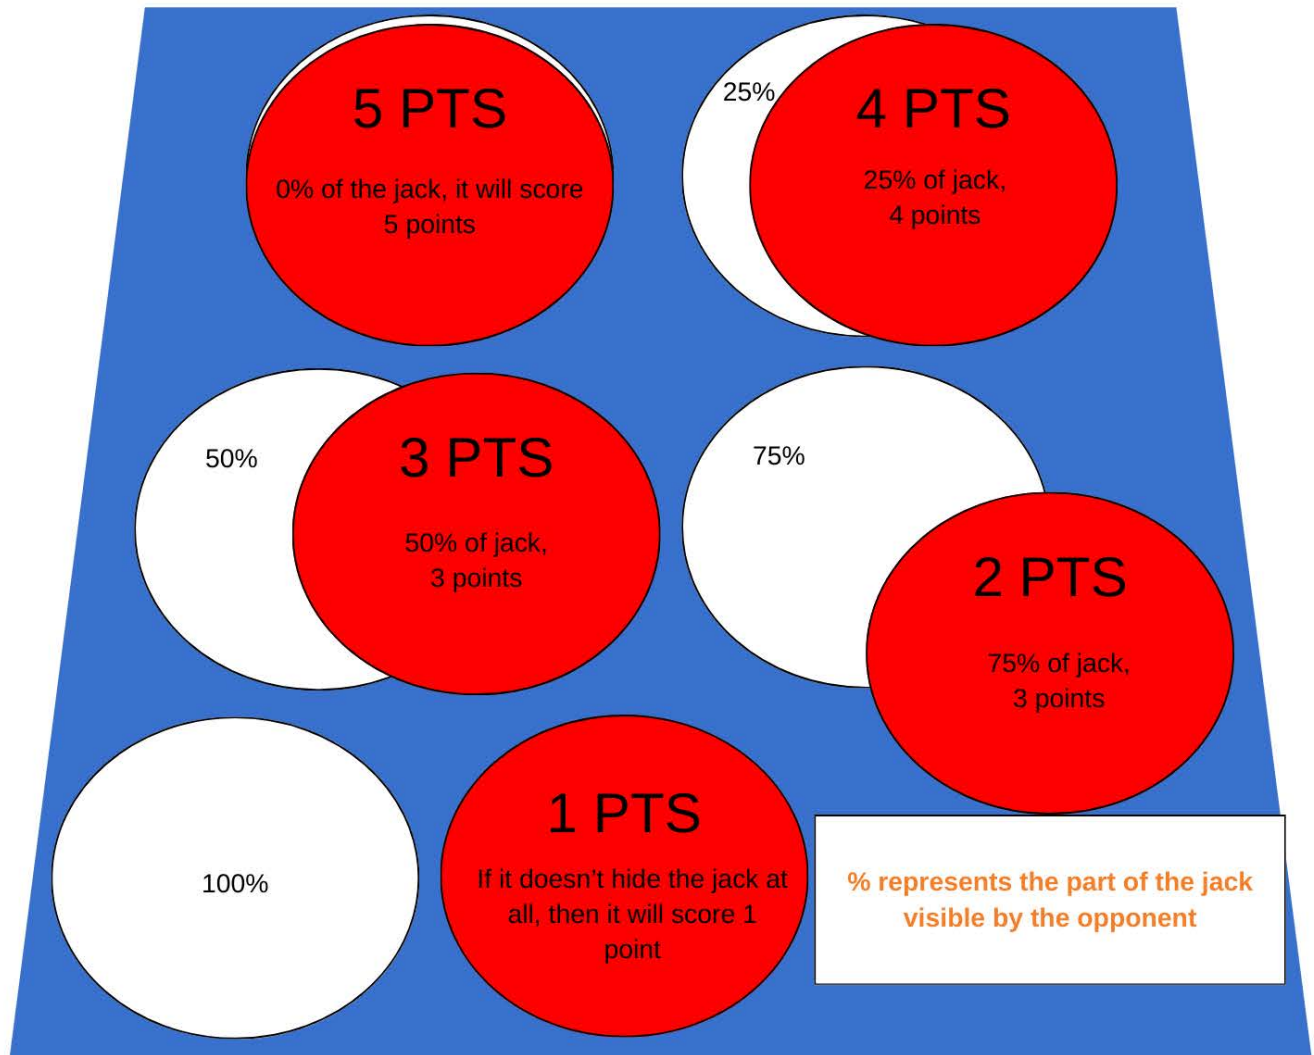 5 PTS
0% of the jack, it will score
5 points
25%
4 PTS
25% of jack,
4 points
50%
3 PTS
50% of jack,
3 points
75%
2 PTS
75% of jack,
3 points
100%
1 PTS
If it doesn't hide the jack at
all, then it will score 1
point
% represents the part of the jack
visible by the opponent